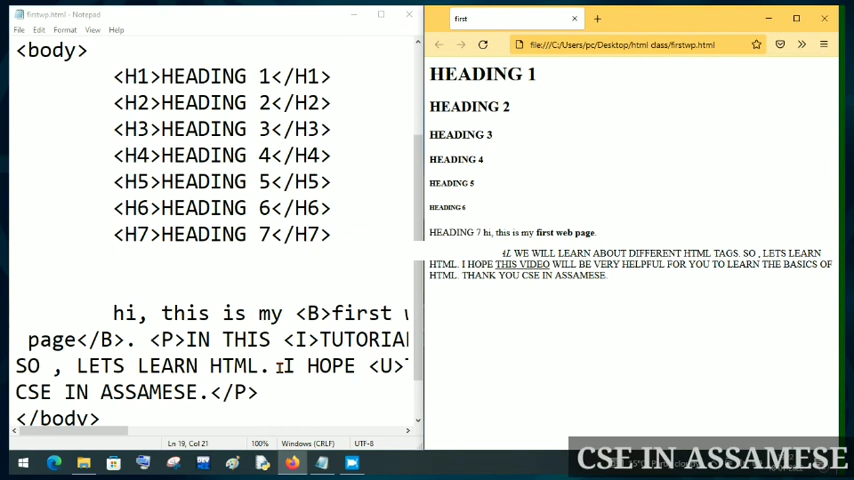 firstwp.html - Notepad
File Edit Format View Help
<body>
<H1>HEADING 1</H1>
<H2>HEADING 2</H2>
<H3>HEADING 3</H3>
<H4>HEADING 4</H4>
<H5>HEADING 5</H5>
<H6>HEADING 6</H6>
<H7>HEADING 7</H7>
hi, this is my <B>first
page</B>. <P>IN THIS <I>TUTORIA
SO , LETS LEARN HTML. I HOPE <U>
CSE IN ASSAMESE.</P>
</body>
Ln 19, Col 21 100% Windows (CRLF) UTF-8
first
file:///C:/Users/pc/Desktop/html class/firstwp.html
HEADING 1
HEADING 2
HEADING 3
HEADING 4
HEADING 5
HEADING 6
HEADING 7 hi, this is my first web page.
WE WILL LEARN ABOUT DIFFERENT HTML TAGS. SO , LETS LEARN
HTML. I HOPE THIS VIDEO WILL BE VERY HELPFUL FOR YOU TO LEARN THE BASICS OF
HTML. THANK YOU CSE IN ASSAMESE.
CSE IN ASSAMESE